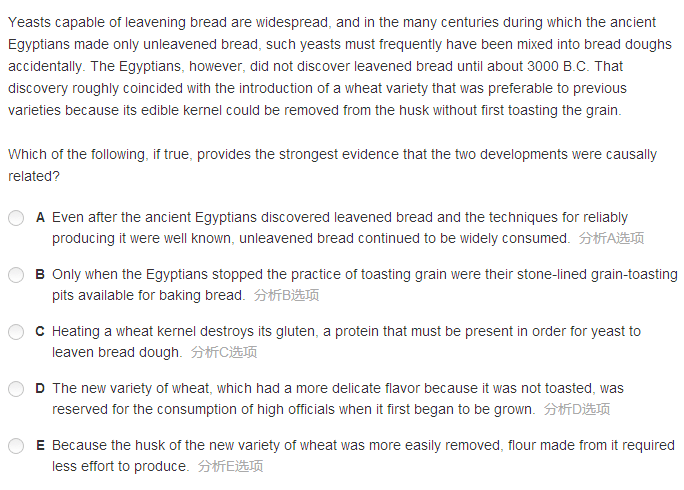 Yeasts capable of leavening bread are widespread, and in the many centuries during which the ancient
Egyptians made only unleavened bread, such yeasts must frequently have been mixed into bread doughs
accidentally. The Egyptians, however, did not discover leavened bread until about 3000 B.C. That
discovery roughly coincided with the introduction of a wheat variety that was preferable to previous
varieties because its edible kernel could be removed from the husk without first toasting the grain.
Which of the following, if true, provides the strongest evidence that the two developments were causally
related?
A Even after the ancient Egyptians discovered leavened bread and the techniques for reliably
producing it were well known, unleavened bread continued to be widely consumed. 分析A选项
B Only when the Egyptians stopped the practice of toasting grain were their stone-lined grain-toasting
pits available for baking bread. 分析B选项
C Heating a wheat kernel destroys its gluten, a protein that must be present in order for yeast to
leaven bread dough. 分析C选项
D The new variety of wheat, which had a more delicate flavor because it was not toasted, was
reserved for the consumption of high officials when it first began to be grown. 分析D选项
E Because the husk of the new variety of wheat was more easily removed, flour made from it required
less effort to produce. 分析E选项